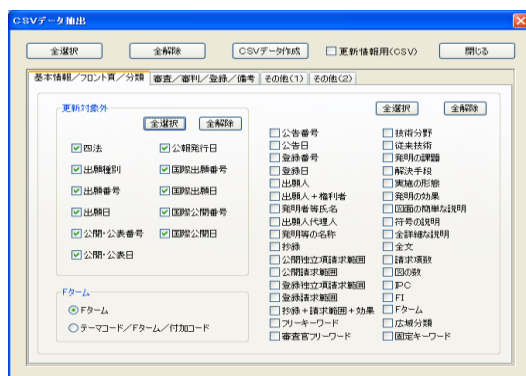 CSVデータ抽出
全選択
全解除
CSVデータ作成
更新情報用(CSV)
閉じる
基本情報/フロント頁/分類
審査/審判/登録/備考
その他(1)
その他(2)
更新対象外
全選択
全解除
四法
公報発行日
出願種別
国際出願番号
出願番号
国際出願日
出願日
国際公開番号
公開・公表番号
国際公開日
公開・公表日
Fターム
Fターム
テーマコード/Fターム/付加コード
全選択
全解除
公告番号
公告日
登録番号
登録日
出願人
出願人+権利者
発明者等氏名
出願人代理人
発明等の名称
抄録
公開独立項請求範囲
公開請求範囲
登録独立項請求範囲
登録請求範囲
抄録+請求範囲+効果
フリーキーワード
審査官フリーワード
技術分野
従来技術
発明の課題
解決手段
実施の形態
発明の効果
図面の簡単な説明
符号の説明
全詳細な説明
全文
請求項数
図の数
IPC
FI
Fターム
広域分類
固定キーワード